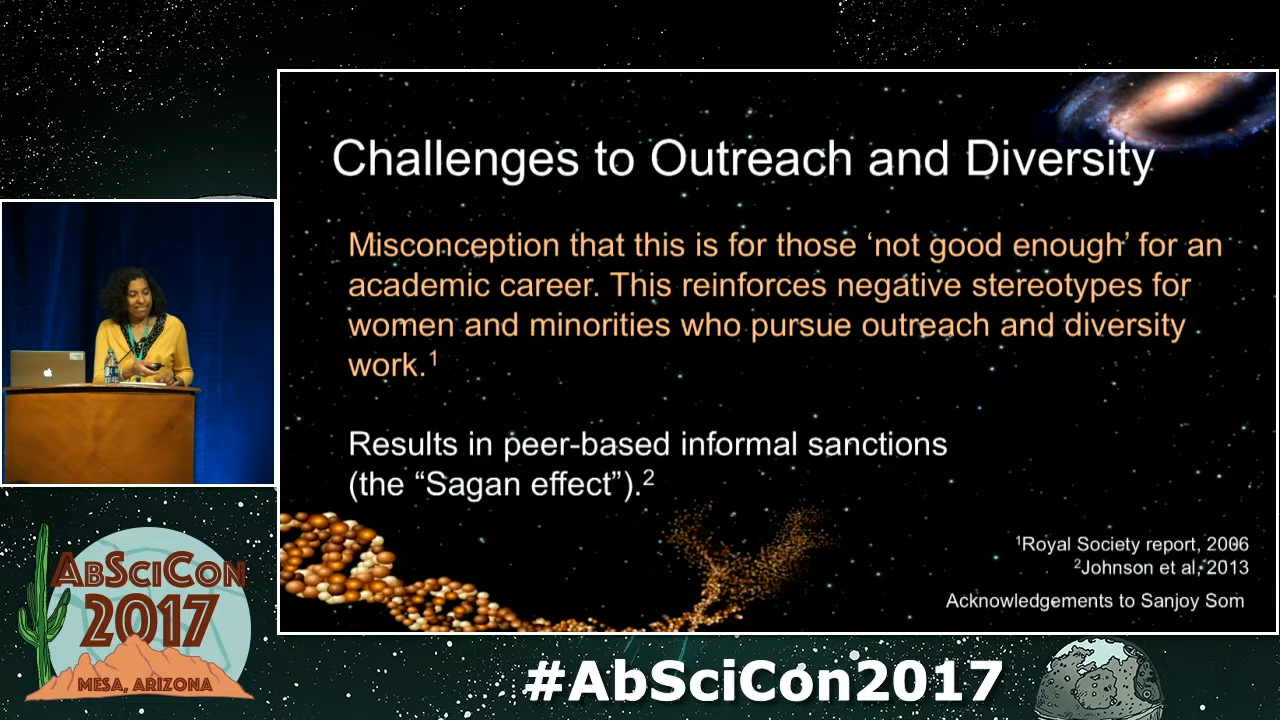 Challenges to Outreach and Diversity
Misconception that this is for those ‘not good enough’ for an
academic career. This reinforces negative stereotypes for
women and minorities who pursue outreach and diversity
work.¹
Results in peer-based informal sanctions
(the “Sagan effect”).²
¹Royal Society report, 2006
²Johnson et al, 2013
Acknowledgements to Sanjoy Som
ABSCICON
2017
MESA, ARIZONA
#AbSciCon2017